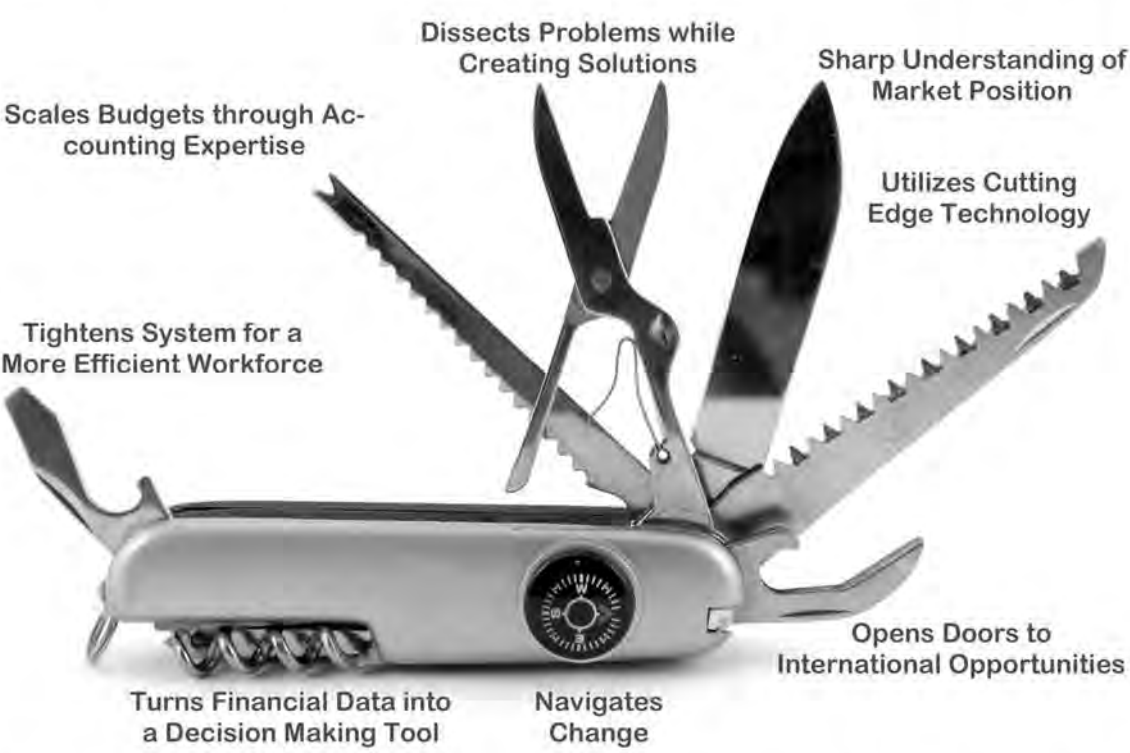 Dissects Problems while
Creating Solutions
Sharp Understanding of
Market Position
Scales Budgets through Ac-
counting Expertise
Utilizes Cutting
Edge Technology
Tightens System for a
More Efficient Workforce
W
S
E
Opens Doors to
International Opportunities
Turns Financial Data into
a Decision Making Tool
Navigates
Change